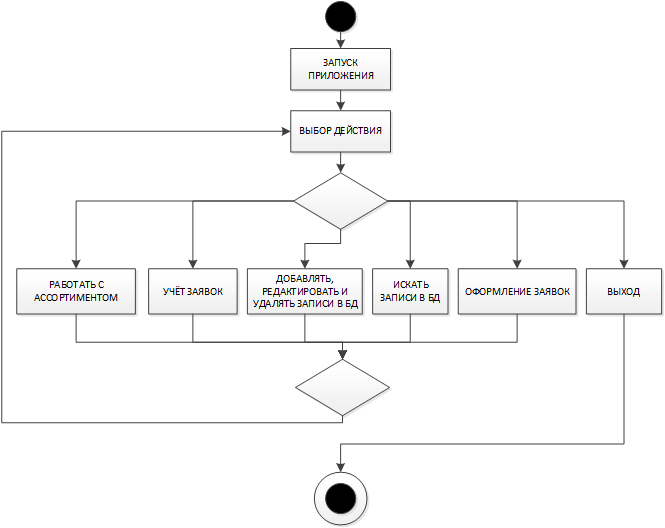 ЗАПУСК
ПРИЛОЖЕНИЯ
ВЫБОР ДЕЙСТВИЯ
РАБОТАТЬ С
АССОРТИМЕНТОМ
УЧЁТ ЗАЯВОК
ДОБАВЛЯТЬ,
РЕДАКТИРОВАТЬ И
УДАЛЯТЬ ЗАПИСИ В БД
ИСКАТЬ
ЗАПИСИ В БД
ОФОРМЛЕНИЕ ЗАЯВОК
ВЫХОД